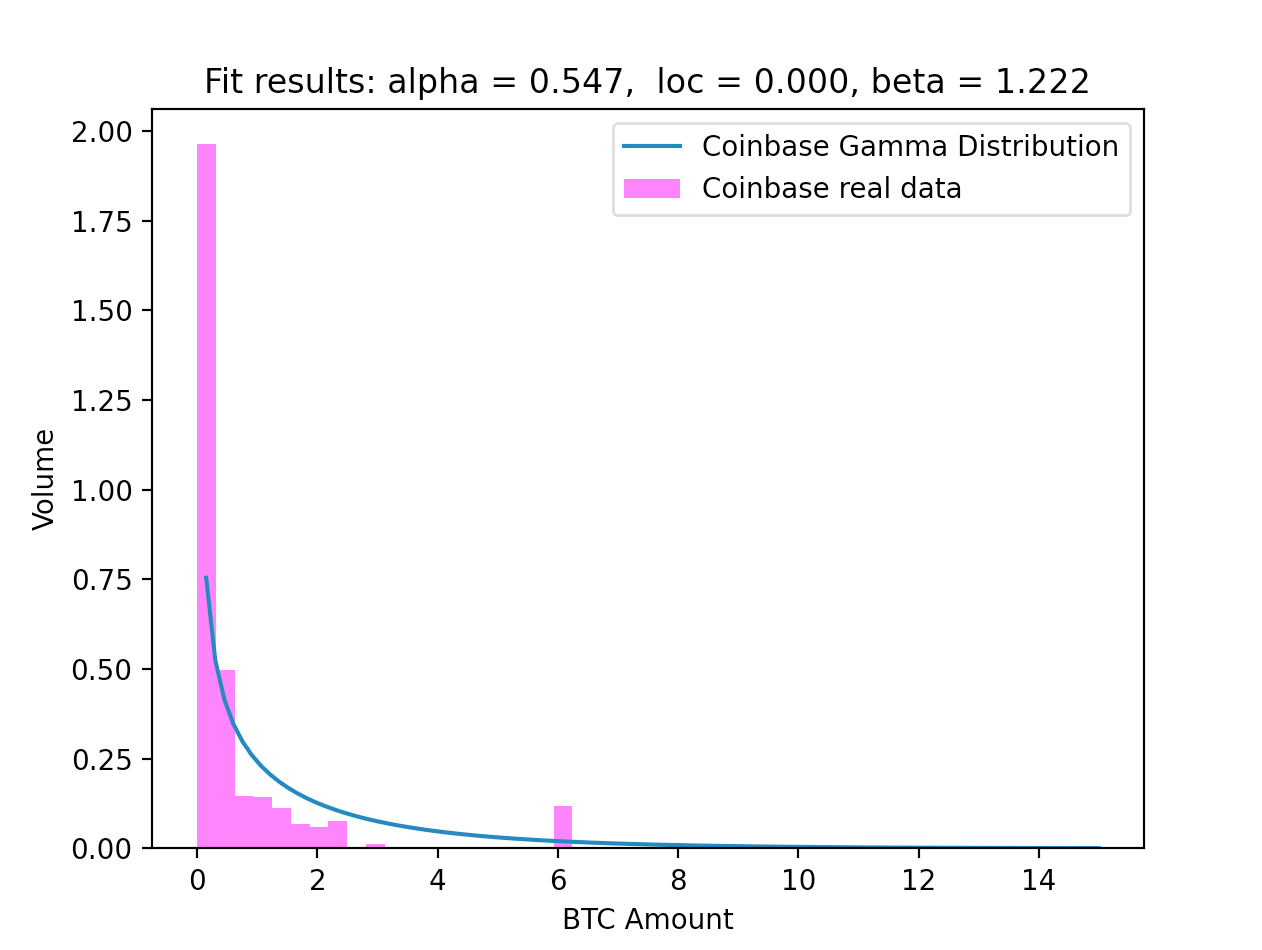 Fit results: alpha = 0.547,  loc = 0.000, beta = 1.222
Coinbase Gamma Distribution
Coinbase real data
Volume
2.00
1.75
1.50
1.25
1.00
0.75
0.50
0.25
0.00
0 2 4 6 8 10 12 14
BTC Amount